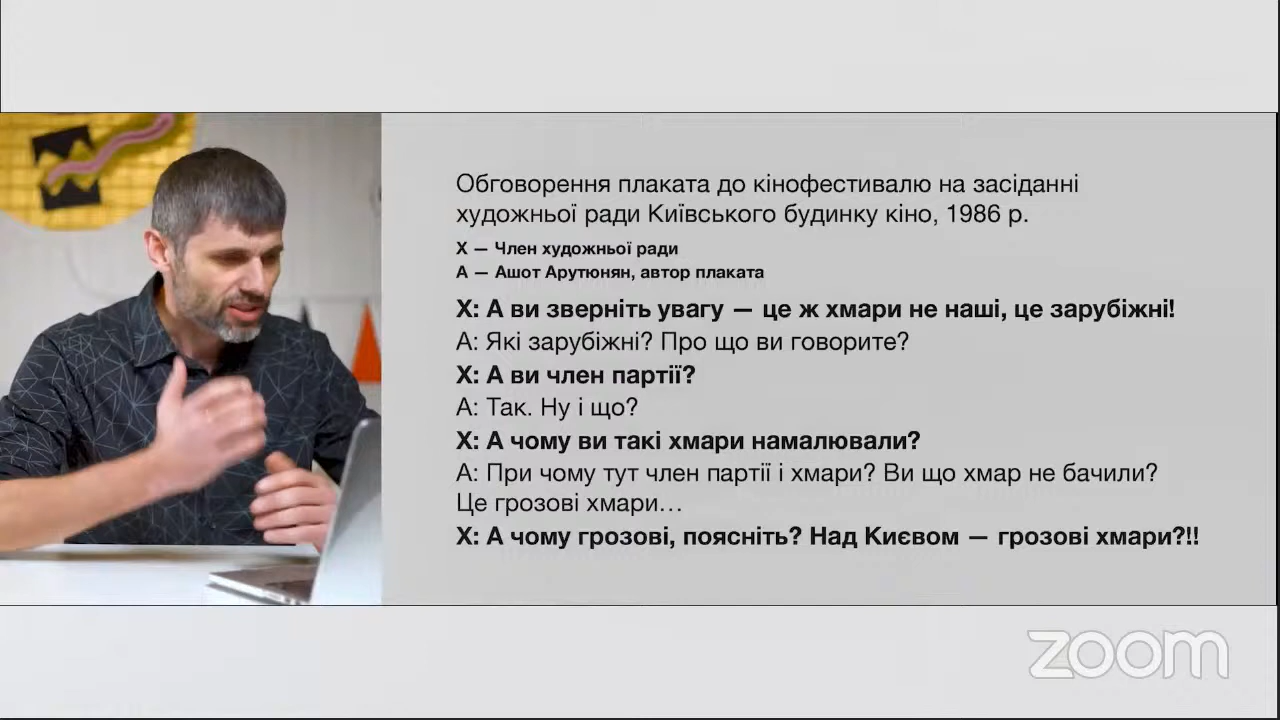 Обговорення плаката до кінофестивалю на засіданні
художньої ради Київського будинку кіно, 1986 р.
Х — Член художньої ради
А — Ашот Арутюнян, автор плаката
Х: А ви зверніть увагу — це ж хмари не наші, це зарубіжні!
А: Які зарубіжні? Про що ви говорите?
Х: А ви член партії?
А: Так. Ну і що?
Х: А чому ви такі хмари намалювали?
А: При чому тут член партії і хмари? Ви що хмар не бачили?
Це грозові хмари…
Х: А чому грозові, поясніть? Над Києвом — грозові хмари?!!
zoom